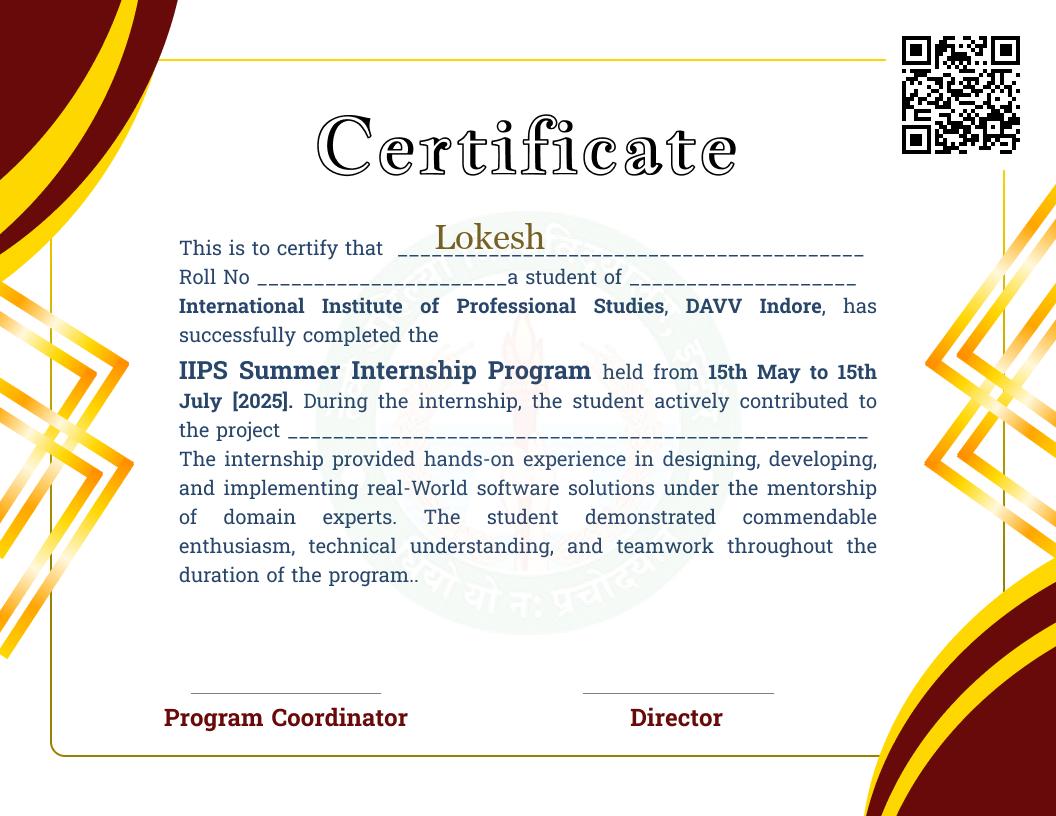 Certificate
This is to certify that Lokesh
Roll No ______________________a student of ____________________
International Institute of Professional Studies, DAVV Indore, has
successfully completed the
IIPS Summer Internship Program held from 15th May to 15th
July [2025]. During the internship, the student actively contributed to
the project ___________________________________________________
The internship provided hands-on experience in designing, developing,
and implementing real-World software solutions under the mentorship
of domain experts. The student demonstrated commendable
enthusiasm, technical understanding, and teamwork throughout the
duration of the program..
Program Coordinator
Director